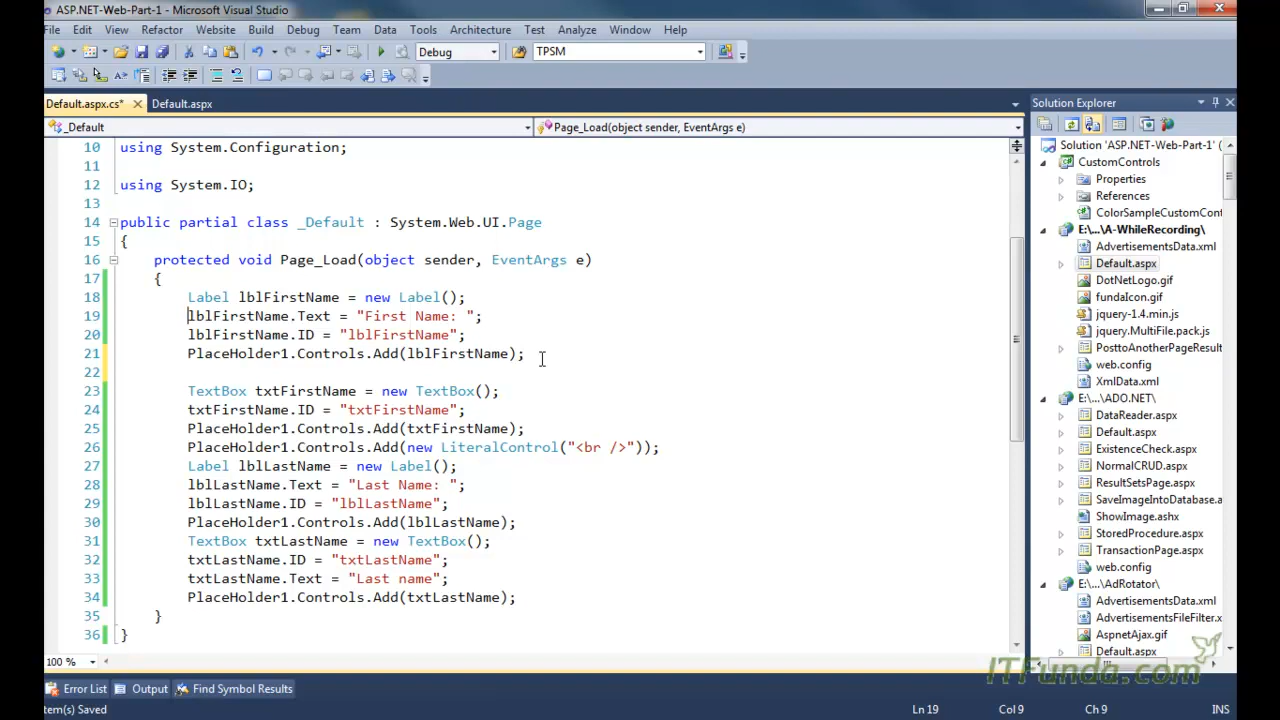 ASP.NET-Web-Part-1 - Microsoft Visual Studio
File Edit View Refactor Website Build Debug Team Data Tools Architecture Test Analyze Window Help
Debug TPSM
Default.aspx.cs* Default.aspx
_Default Page_Load(object sender, EventArgs e)
10 using System.Configuration;
11
12 using System.IO;
13
14 public partial class _Default : System.Web.UI.Page
15 {
16 protected void Page_Load(object sender, EventArgs e)
17 {
18 Label lblFirstName = new Label();
19 lblFirstName.Text = "First Name: ";
20 lblFirstName.ID = "lblFirstName";
21 PlaceHolder1.Controls.Add(lblFirstName);
22
23 TextBox txtFirstName = new TextBox();
24 txtFirstName.ID = "txtFirstName";
25 PlaceHolder1.Controls.Add(txtFirstName);
26 PlaceHolder1.Controls.Add(new LiteralControl("<br />"));
27 Label lblLastName = new Label();
28 lblLastName.Text = "Last Name: ";
29 lblLastName.ID = "lblLastName";
30 PlaceHolder1.Controls.Add(lblLastName);
31 TextBox txtLastName = new TextBox();
32 txtLastName.ID = "txtLastName";
33 txtLastName.Text = "Last name";
34 PlaceHolder1.Controls.Add(txtLastName);
35 }
36 }
100 %
Error List Output Find Symbol Results
tem(s) Saved Ln 19 Col 9 Ch 9 INS
Solution Explorer
Solution 'ASP.NET-Web-Part-1'
CustomControls
Properties
References
ColorSampleCustomCont
E:\...\A-WhileRecording\
AdvertisementsData.xml
Default.aspx
DotNetLogo.gif
fundaIcon.gif
jquery-1.4.min.js
jquery.MultiFile.pack.js
PosttoAnotherPageResult
web.config
XmlData.xml
E:\...\ADO.NET\
DataReader.aspx
Default.aspx
ExistenceCheck.aspx
NormalCRUD.aspx
ResultSetsPage.aspx
SaveImageIntoDatabase.a
ShowImage.ashx
StoredProcedure.aspx
TransactionPage.aspx
web.config
E:\...\AdRotator\
AdvertisementsData.xml
AdvertisementsFileFilter.x
AspnetAjax.gif
Default.aspx
ITFunda.com